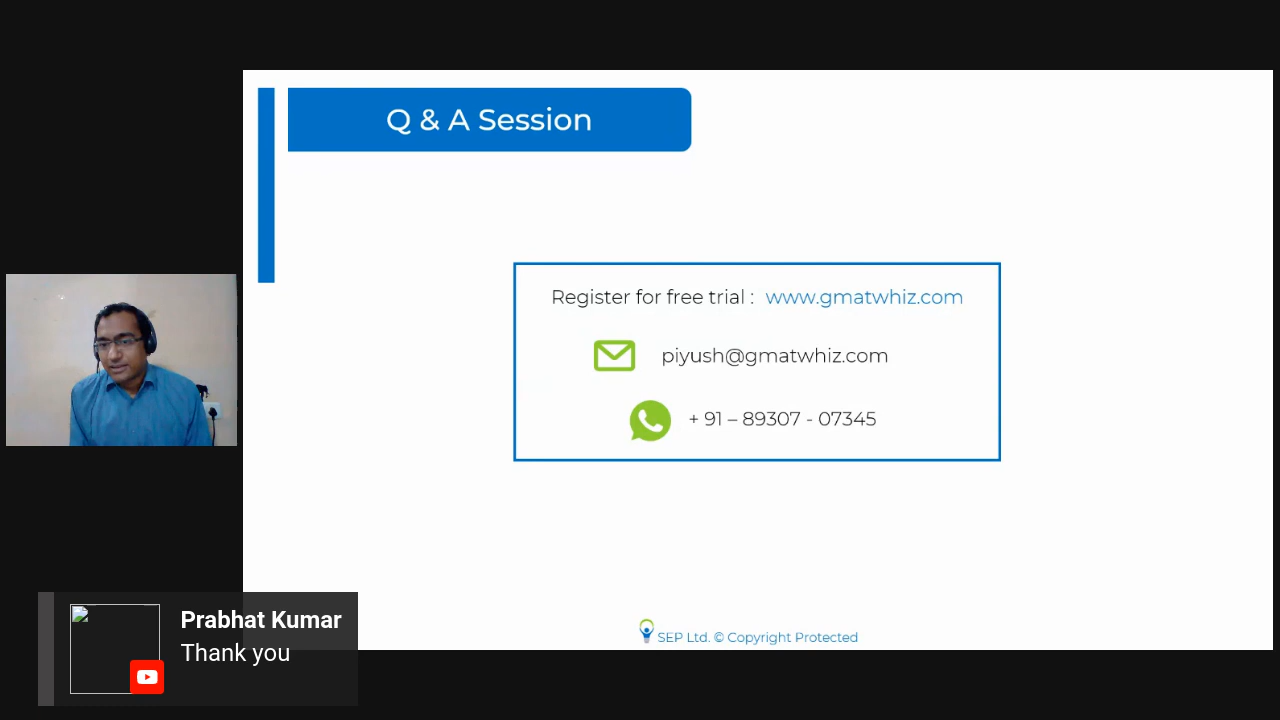 Q & A Session
Register for free trial : www.gmatwhiz.com
piyush@gmatwhiz.com
+ 91 – 89307 - 07345
SEP Ltd. © Copyright Protected
Prabhat Kumar
Thank you